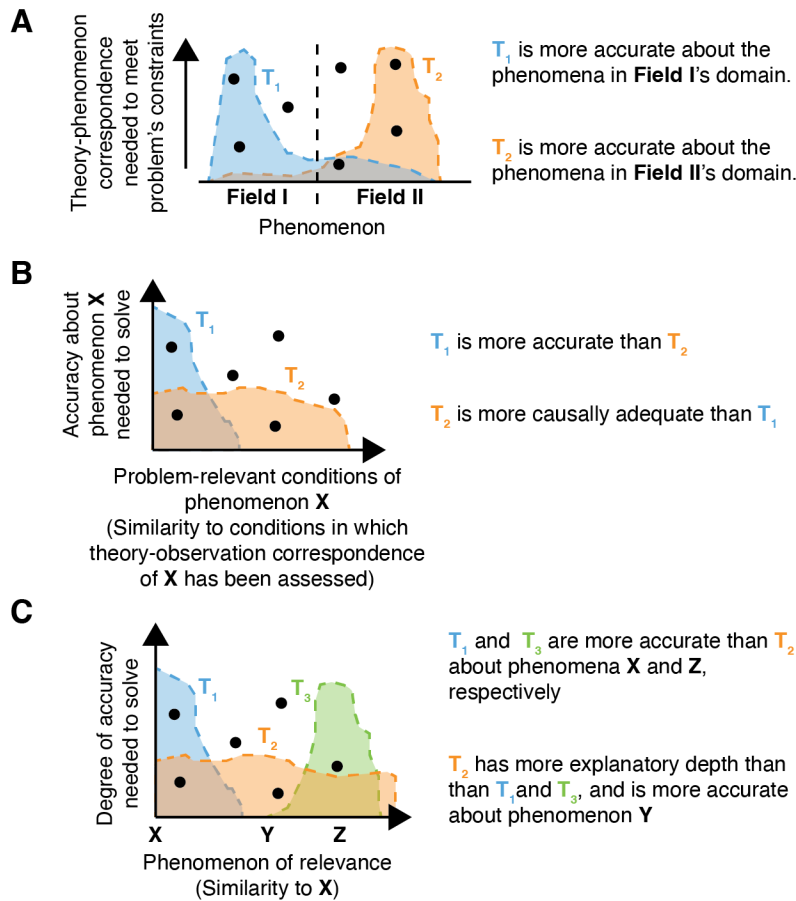 A
Theory-phenomenon
correspondence
needed to meet
problem's constraints
T1
T2
Field I
Field II
Phenomenon
T1 is more accurate about the
phenomena in Field I's domain.
T2 is more accurate about the
phenomena in Field II's domain.
B
Accuracy about
phenomenon X
needed to solve
T1
T2
Problem-relevant conditions of
phenomenon X
(Similarity to conditions in which
theory-observation correspondence
of X has been assessed)
T1 is more accurate than T2
T2 is more causally adequate than T1
C
Degree of accuracy
needed to solve
T1
T2
T3
X
Y
Z
Phenomenon of relevance
(Similarity to X)
T1 and T3 are more accurate than T2
about phenomena X and Z,
respectively
T2 has more explanatory depth than
than T1and T3, and is more accurate
about phenomenon Y